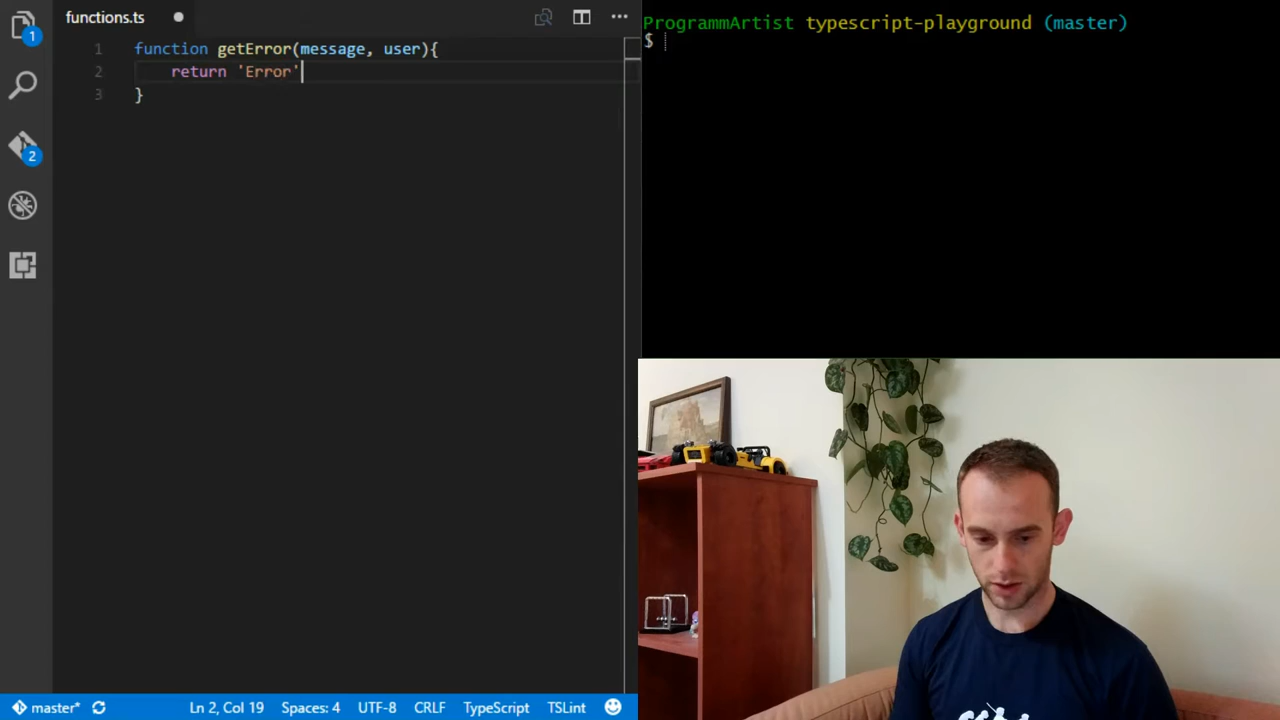 functions.ts
1 function getError(message, user){
2 return 'Error'
3 }
1
2
master*
Ln 2, Col 19
Spaces: 4
UTF-8
CRLF
TypeScript
TSLint
ProgrammArtist typescript-playground (master)
$